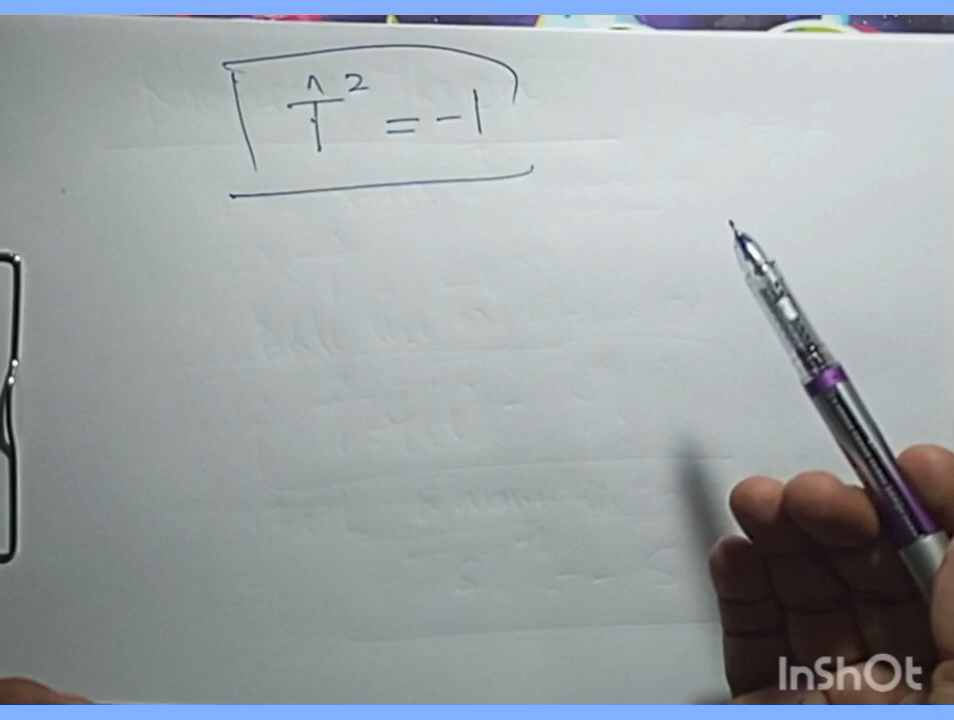 T̂² = -1
InShOt